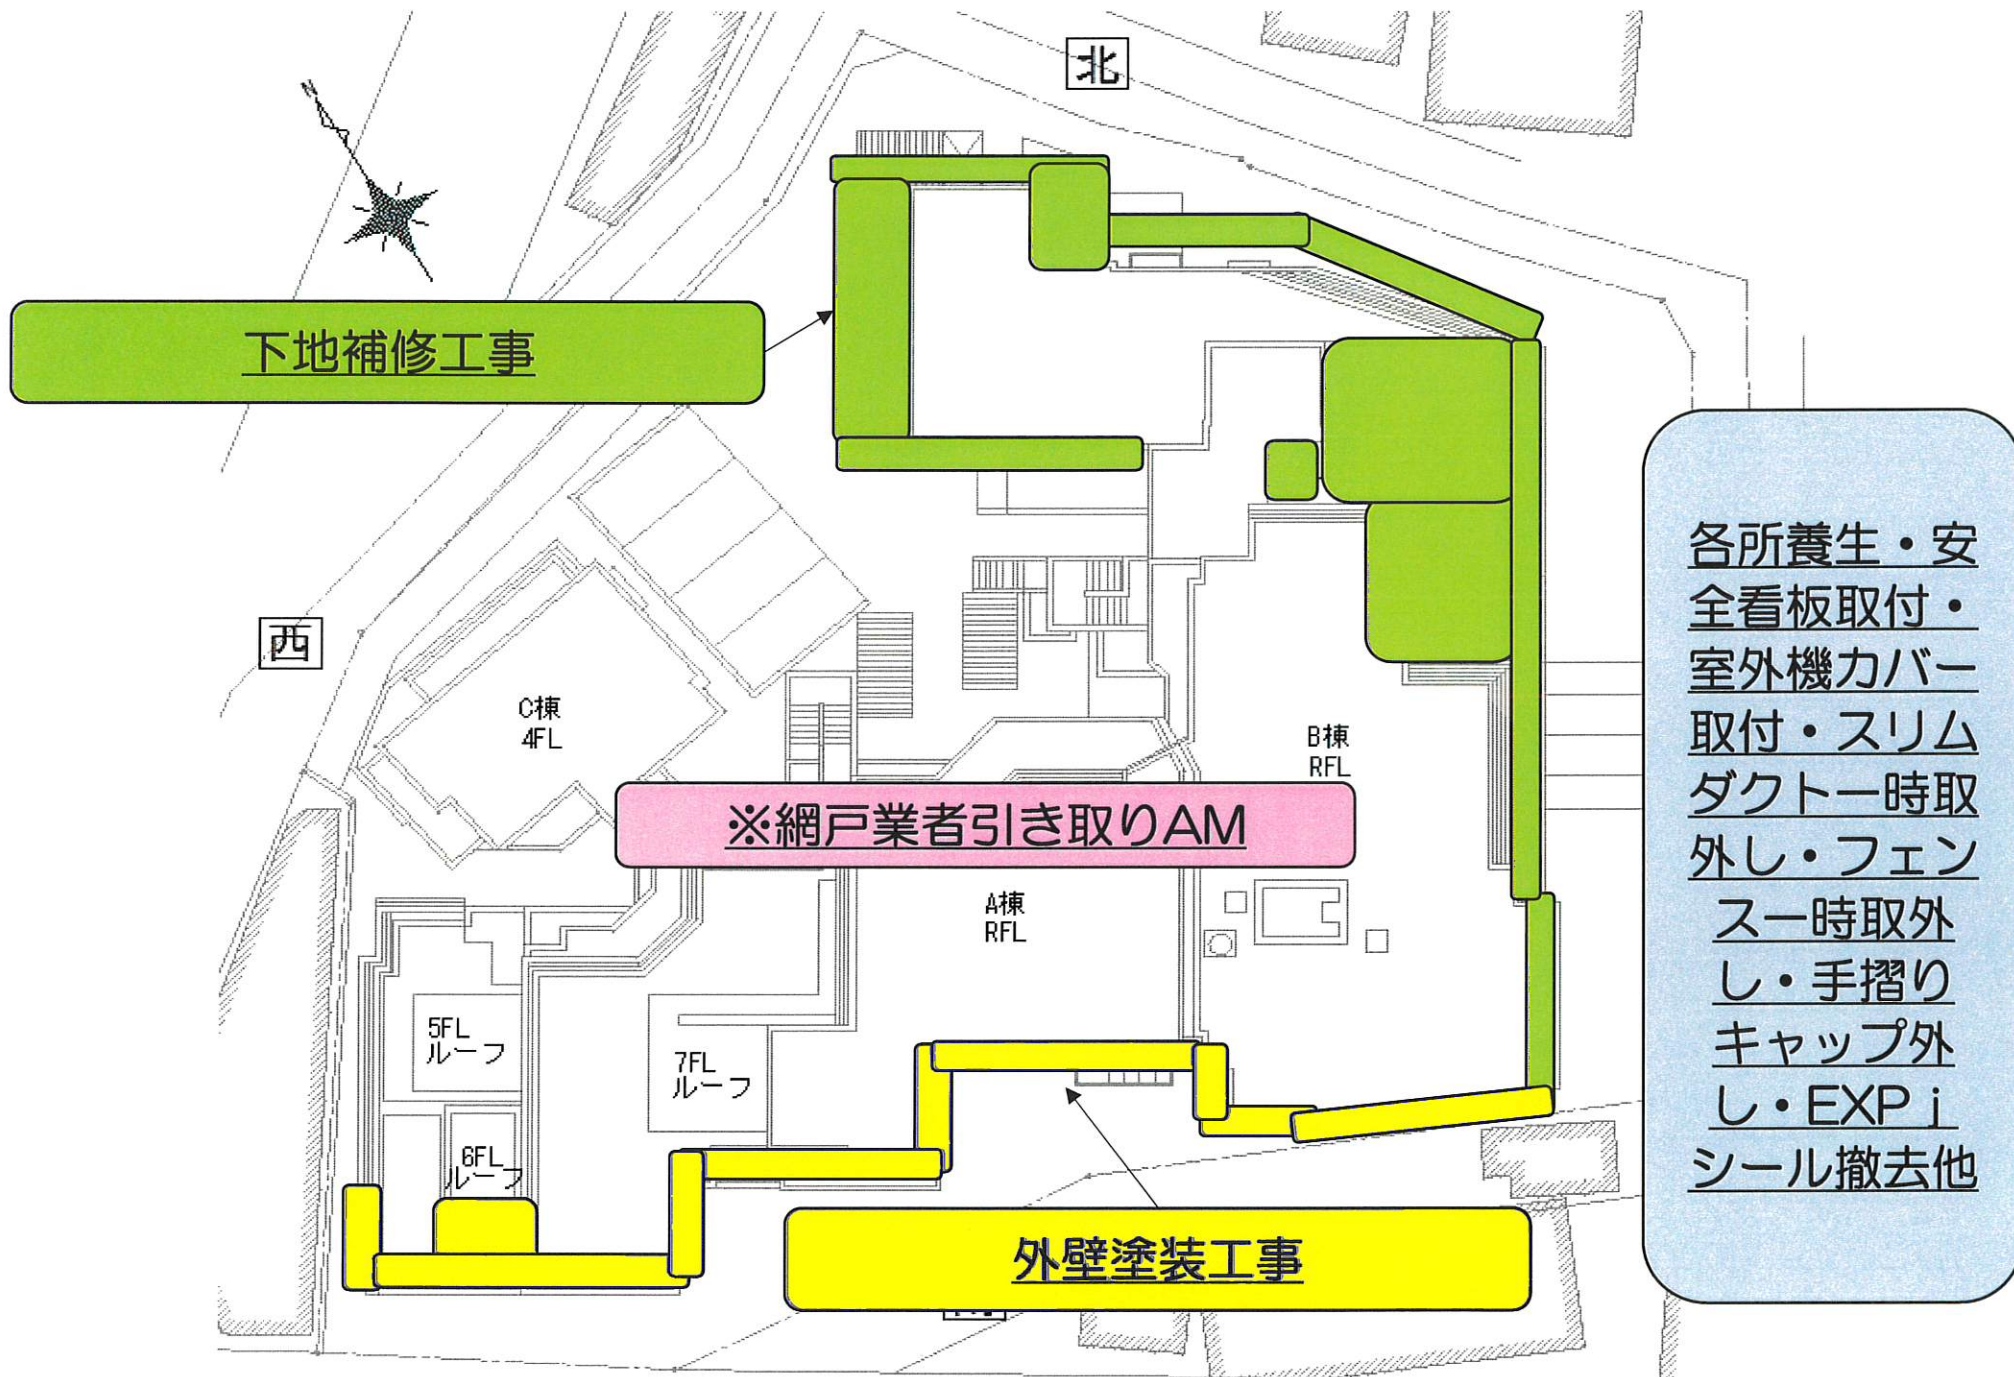 北
N
下地補修工事
西
C棟
4FL
B棟
RFL
※網戸業者引き取りAM
A棟
RFL
5FL
ルーフ
7FL
ルーフ
6FL
ルーフ
外壁塗装工事
各所養生・安
全看板取付・
室外機カバー
取付・スリム
ダクト一時取
外し・フェン
ス一時取外
し・手摺り
キャップ外
し・EXPｊ
シール撤去他